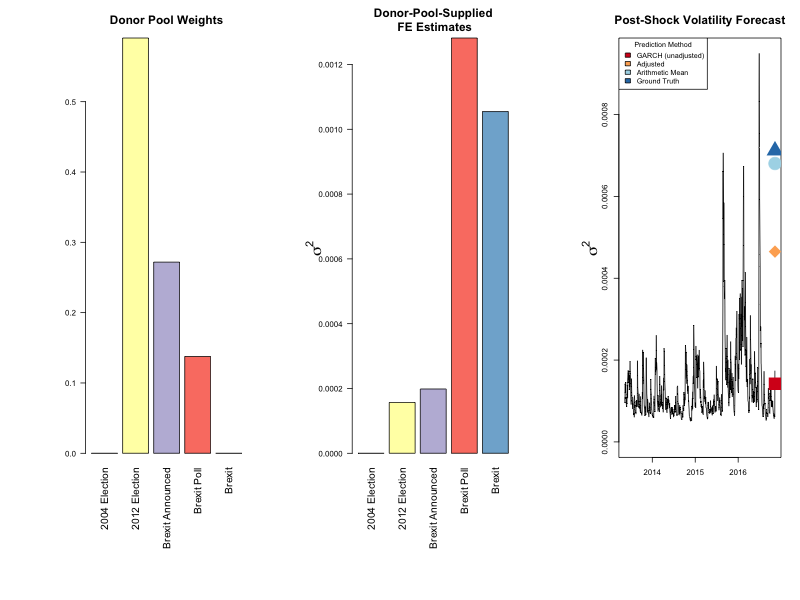 Donor Pool Weights
0.5
0.4
0.3
0.2
0.1
0.0
2004 Election
2012 Election
Brexit Announced
Brexit Poll
Brexit
Donor-Pool-Supplied
FE Estimates
σ²
0.0012
0.0010
0.0008
0.0006
0.0004
0.0002
0.0000
2004 Election
2012 Election
Brexit Announced
Brexit Poll
Brexit
Post-Shock Volatility Forecast
Prediction Method
GARCH (unadjusted)
Adjusted
Arithmetic Mean
Ground Truth
σ²
0.0008
0.0006
0.0004
0.0002
0.0000
2014
2015
2016